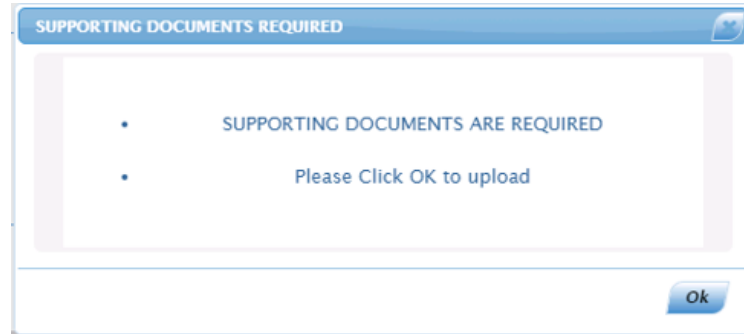 SUPPORTING DOCUMENTS REQUIRED
• SUPPORTING DOCUMENTS ARE REQUIRED
• Please Click OK to upload
Ok